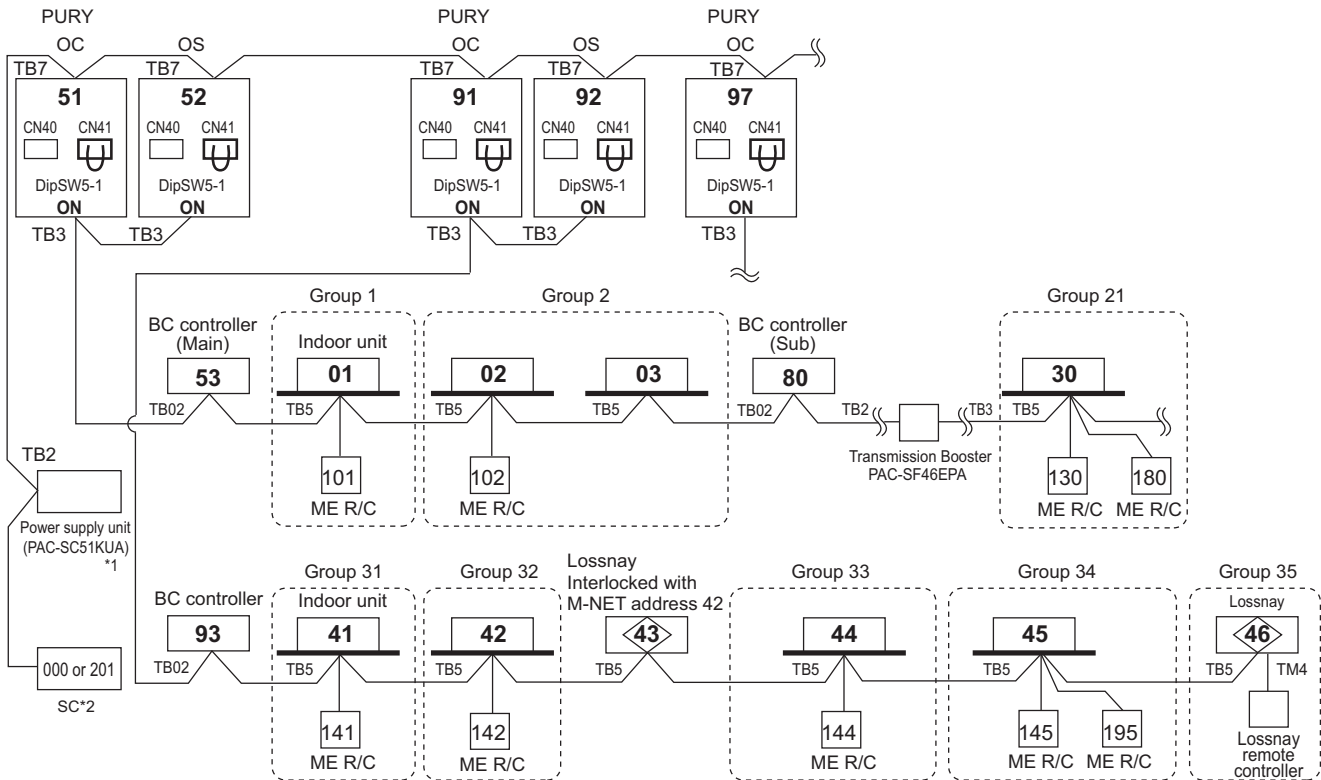 PURY
PURY
PURY
OC
OS
OC
OS
OC
TB7
TB7
TB7
TB7
TB7
51
52
91
92
97
CN40
CN41
CN40
CN41
CN40
CN41
CN40
CN41
CN40
CN41
DipSW5-1
DipSW5-1
DipSW5-1
DipSW5-1
DipSW5-1
ON
ON
ON
ON
ON
TB3
TB3
TB3
TB3
TB3
Group 1
Group 2
Group 21
BC controller
(Main)
Indoor unit
BC controller
(Sub)
53
01
02
03
80
30
TB02
TB5
TB5
TB5
TB02
TB2
TB3
TB5
Transmission Booster
PAC-SF46EPA
101
102
130
180
ME R/C
ME R/C
ME R/C
ME R/C
TB2
Power supply unit
(PAC-SC51KUA)
*1
Group 31
Group 32
Lossnay
Interlocked with
M-NET address 42
Group 33
Group 34
Group 35
BC controller
Indoor unit
Lossnay
93
41
42
43
44
45
46
TB02
TB5
TB5
TB5
TB5
TB5
TB5
TM4
000 or 201
SC*2
141
142
144
145
195
ME R/C
ME R/C
ME R/C
ME R/C
ME R/C
Lossnay
remote
controller